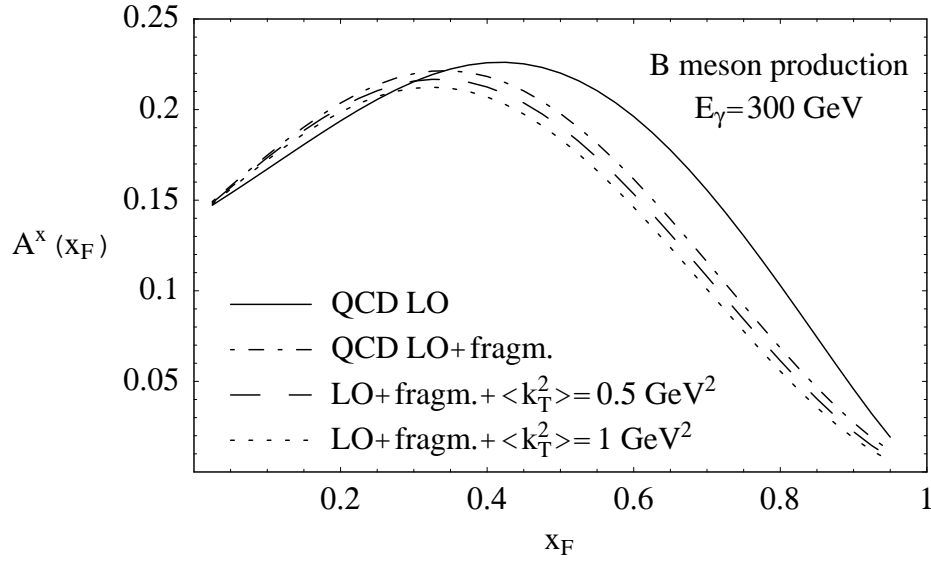 0.25
B meson production
E_γ=300 GeV
0.2
0.15
A^x (x_F)
0.1
QCD LO
QCD LO+fragm.
0.05
LO+fragm.+<k_T^2>=0.5 GeV^2
LO+fragm.+<k_T^2>=1 GeV^2
0.2 0.4 0.6 0.8 1
x_F